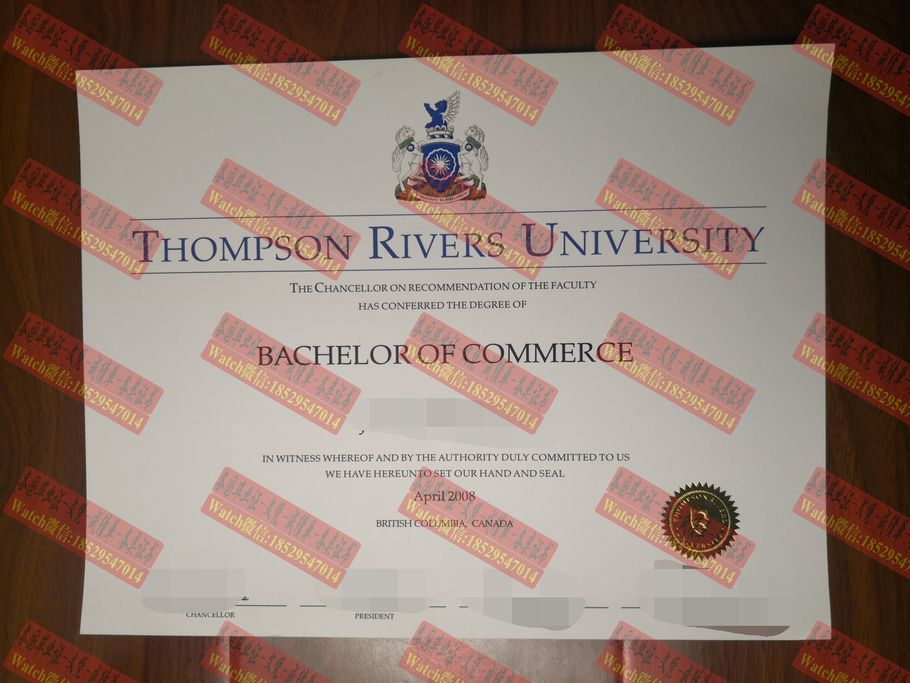 THOMPSON RIVERS UNIVERSITY
THE CHANCELLOR ON RECOMMENDATION OF THE FACULTY
HAS CONFERRED THE DEGREE OF
BACHELOR OF COMMERCE
IN WITNESS WHEREOF AND BY THE AUTHORITY DULY COMMITTED TO US
WE HAVE HEREUNTO SET OUR HAND AND SEAL
April 2008
BRITISH COLUMBIA, CANADA
CHANCELLOR
PRESIDENT
Watch微信:18529547014